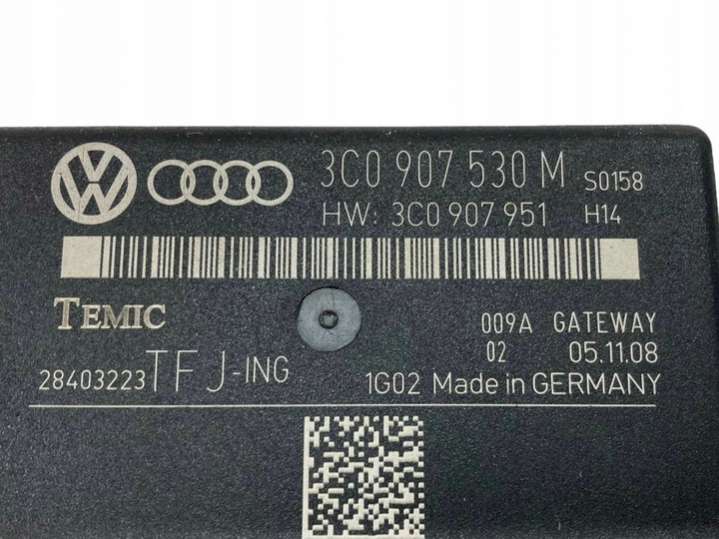 3C0 907 530 M S0158
HW: 3C0 907 951 H14
TEMIC
009A GATEWAY
02 05.11.08
28403223TFJ-ING
1G02 Made in GERMANY